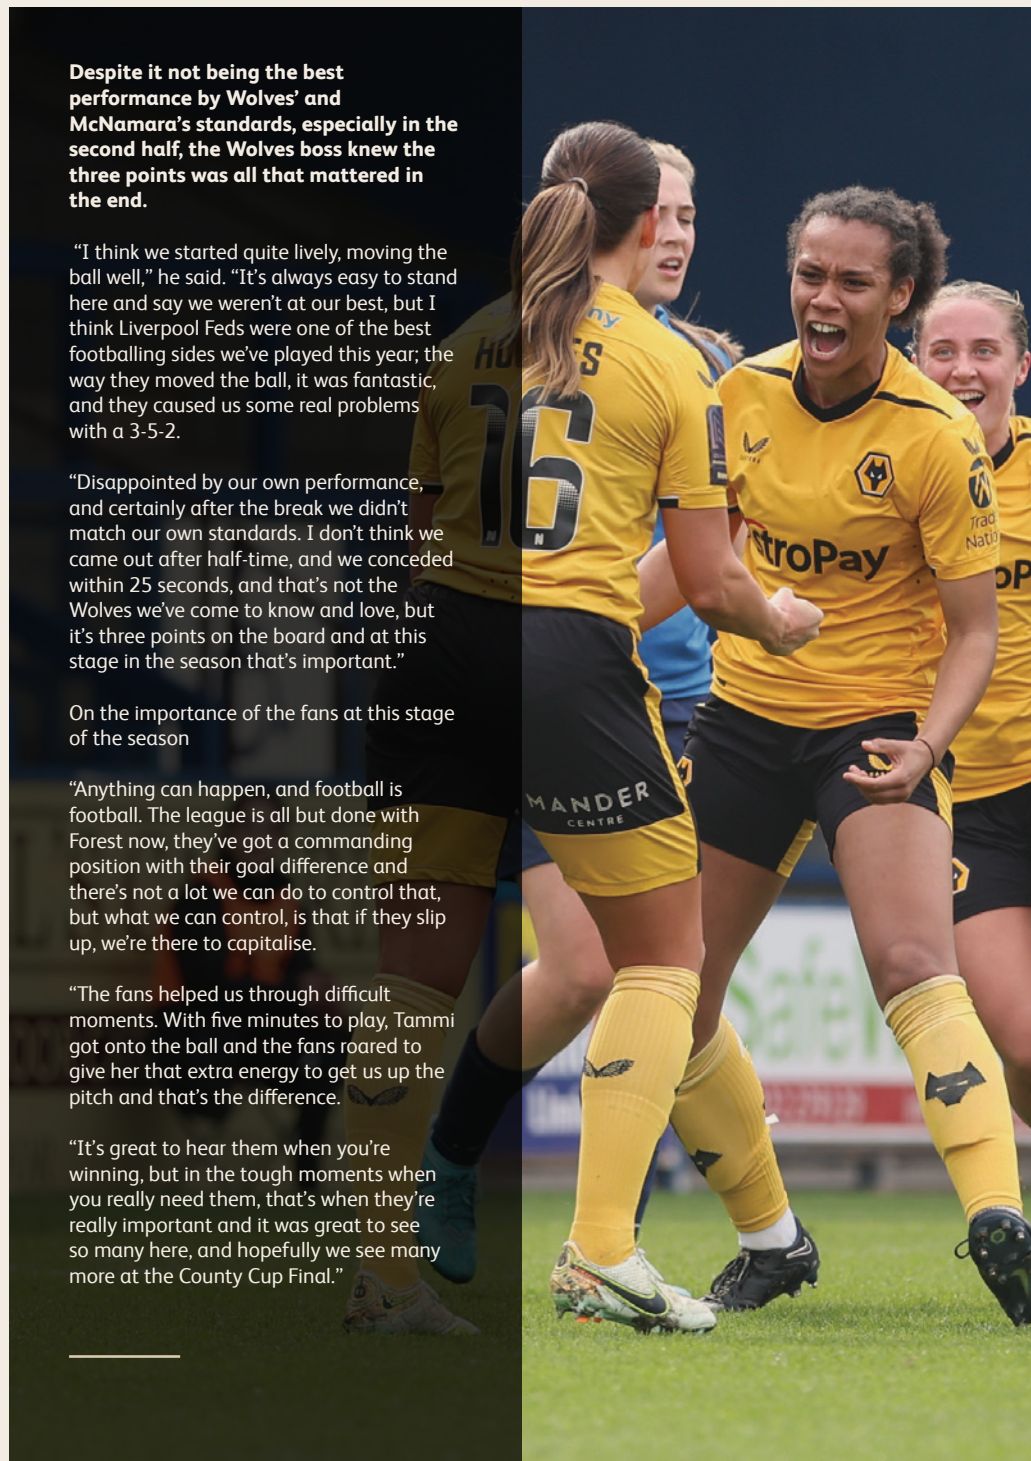 Despite it not being the best
performance by Wolves’ and
McNamara’s standards, especially in the
second half, the Wolves boss knew the
three points was all that mattered in
the end.
“I think we started quite lively, moving the
ball well,” he said. “It’s always easy to stand
here and say we weren’t at our best, but I
think Liverpool Feds were one of the best
footballing sides we’ve played this year; the
way they moved the ball, it was fantastic,
and they caused us some real problems
with a 3-5-2.
“Disappointed by our own performance,
and certainly after the break we didn’t
match our own standards. I don’t think we
came out after half-time, and we conceded
within 25 seconds, and that’s not the
Wolves we’ve come to know and love, but
it’s three points on the board and at this
stage in the season that’s important.”
On the importance of the fans at this stage
of the season
“Anything can happen, and football is
football. The league is all but done with
Forest now, they’ve got a commanding
position with their goal difference and
there’s not a lot we can do to control that,
but what we can control, is that if they slip
up, we’re there to capitalise.
“The fans helped us through difficult
moments. With five minutes to play, Tammi
got onto the ball and the fans roared to
give her that extra energy to get us up the
pitch and that’s the difference.
“It’s great to hear them when you’re
winning, but in the tough moments when
you really need them, that’s when they’re
really important and it was great to see
so many here, and hopefully we see many
more at the County Cup Final.”
16
troPay
MANDER
CENTRE
Safe